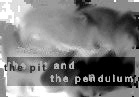 the pit and
the pendulum